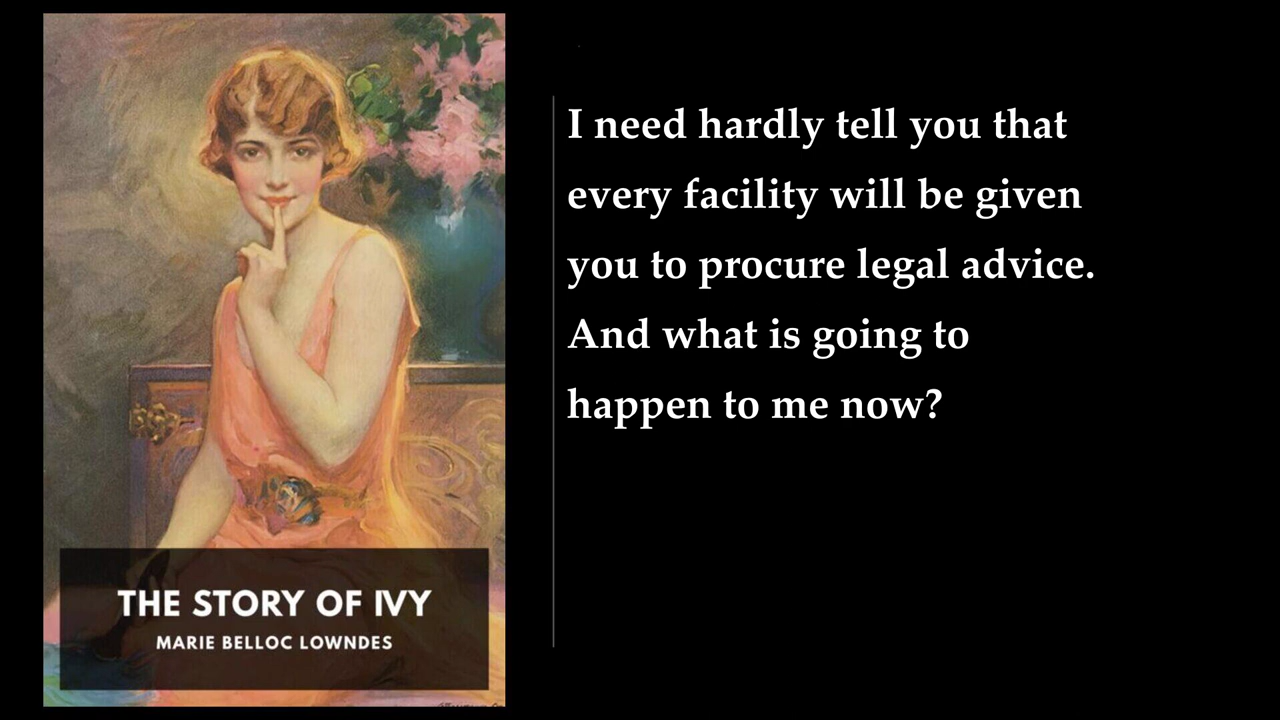 THE STORY OF IVY
MARIE BELLOC LOWNDES
I need hardly tell you that
every facility will be given
you to procure legal advice.
And what is going to
happen to me now?